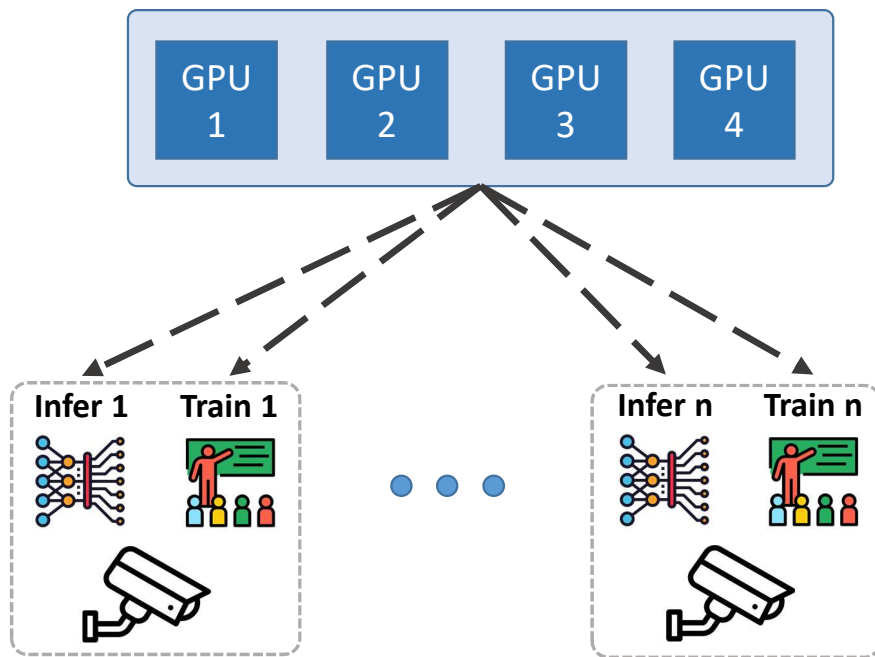 GPU
1
GPU
2
GPU
3
GPU
4
Infer 1
Train 1
Infer n
Train n